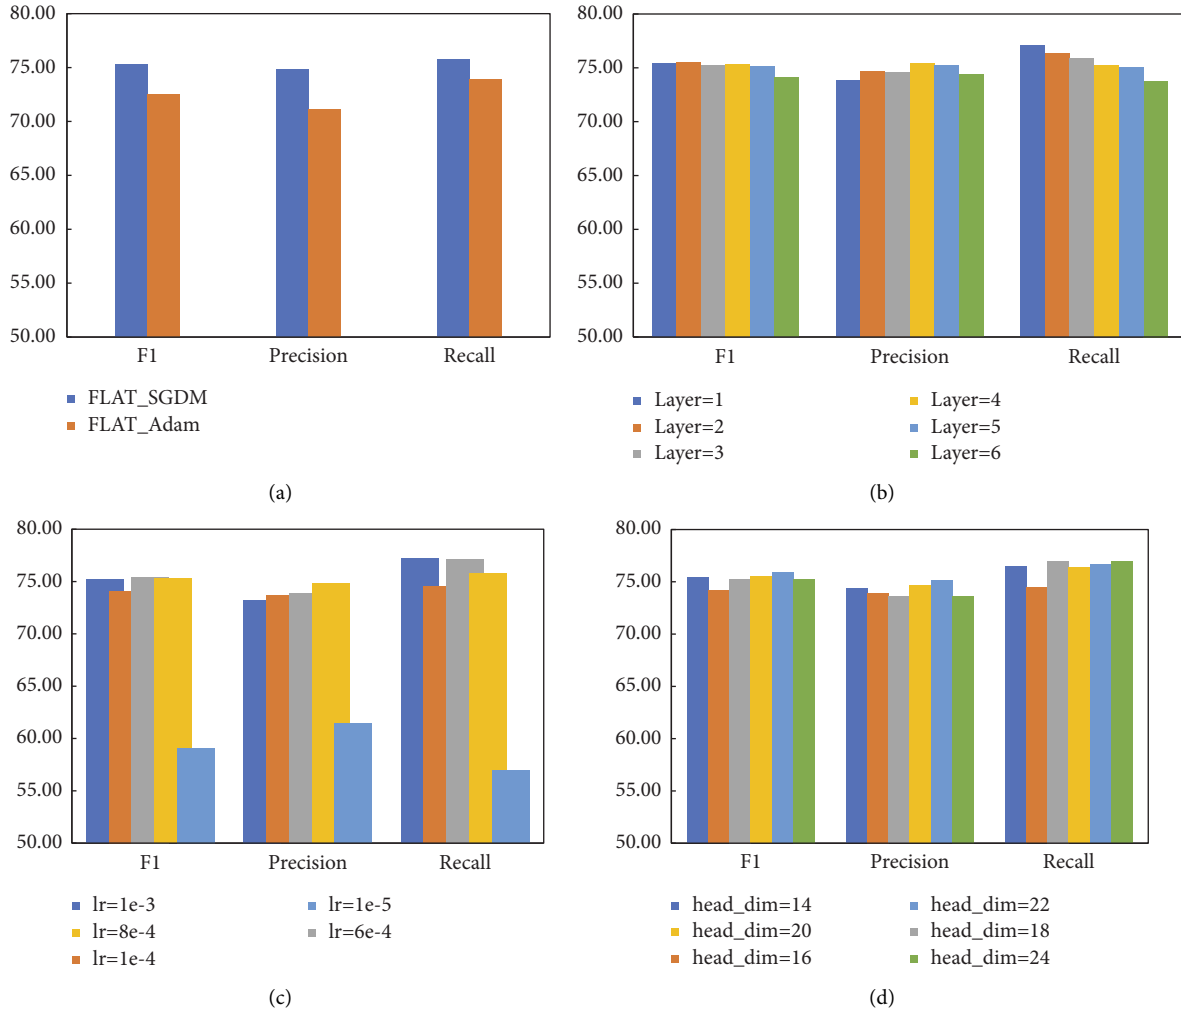 80.00
75.00
70.00
65.00
60.00
55.00
50.00
F1 Precision Recall
FLAT_SGDM
FLAT_Adam
(a)
80.00
75.00
70.00
65.00
60.00
55.00
50.00
F1 Precision Recall
Layer=1 Layer=4
Layer=2 Layer=5
Layer=3 Layer=6
(b)
80.00
75.00
70.00
65.00
60.00
55.00
50.00
F1 Precision Recall
lr=1e-3 lr=1e-5
lr=8e-4 lr=6e-4
lr=1e-4
(c)
80.00
75.00
70.00
65.00
60.00
55.00
50.00
F1 Precision Recall
head_dim=14 head_dim=22
head_dim=20 head_dim=18
head_dim=16 head_dim=24
(d)